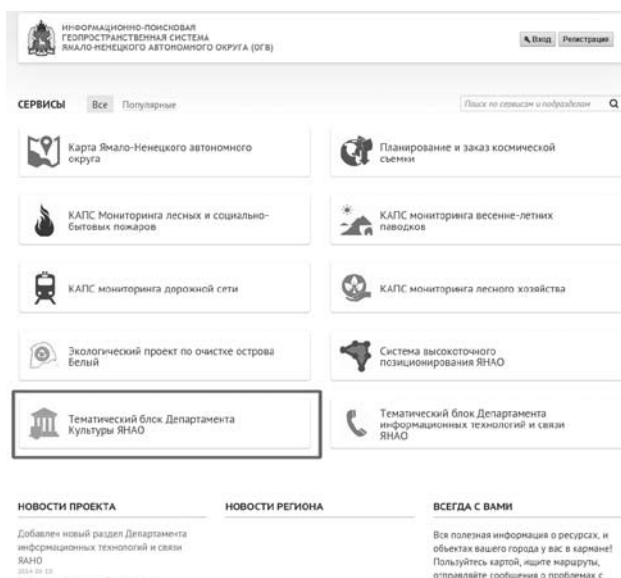 ИНФОРМАЦИОННО-ПОИСКОВАЯ
ГЕОПРОСТРАНСТВЕННАЯ СИСТЕМА
ЯМАЛО-НЕНЕЦКОГО АВТОНОМНОГО ОКРУГА (ОГВ)
Вход Регистрация
СЕРВИСЫ Все Популярные
Поиск по сервисам и подразделам
Карта Ямало-Ненецкого автономного
округа
Планирование и заказ космической
съемки
КАПС Мониторинга лесных и социально-
бытовых пожаров
КАПС мониторинга весенне-летних
паводков
КАПС мониторинга дорожной сети
КАПС мониторинга лесного хозяйства
Экологический проект по очистке острова
Белый
Система высокоточного
позиционирования ЯНАО
Тематический блок Департамента
Культуры ЯНАО
Тематический блок Департамента
информационных технологий и связи
ЯНАО
НОВОСТИ ПРОЕКТА
Добавлен новый раздел Департамента
информационных технологий и связи
ЯНАО
НОВОСТИ РЕГИОНА
ВСЕГДА С ВАМИ
Вся полезная информация о ресурсах, и
объектах вашего города у вас в кармане!
Пользуйтесь картой, ищите маршруты,
отправляйте сообщения о проблемах с